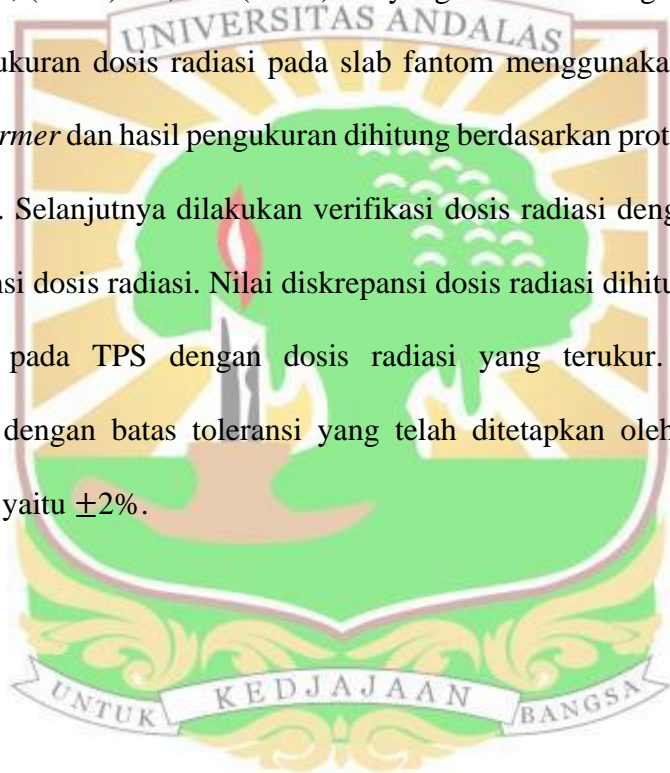 UNIVERSITAS ANDALAS
ukuran dosis radiasi pada slab fantom menggunaka
rmer dan hasil pengukuran dihitung berdasarkan prot
. Selanjutnya dilakukan verifikasi dosis radiasi deng
nsi dosis radiasi. Nilai diskrepansi dosis radiasi dihitu
pada TPS dengan dosis radiasi yang terukur.
dengan batas toleransi yang telah ditetapkan oleh
yaitu ±2%.
UNTUK KEDJAJAAN BANGSA